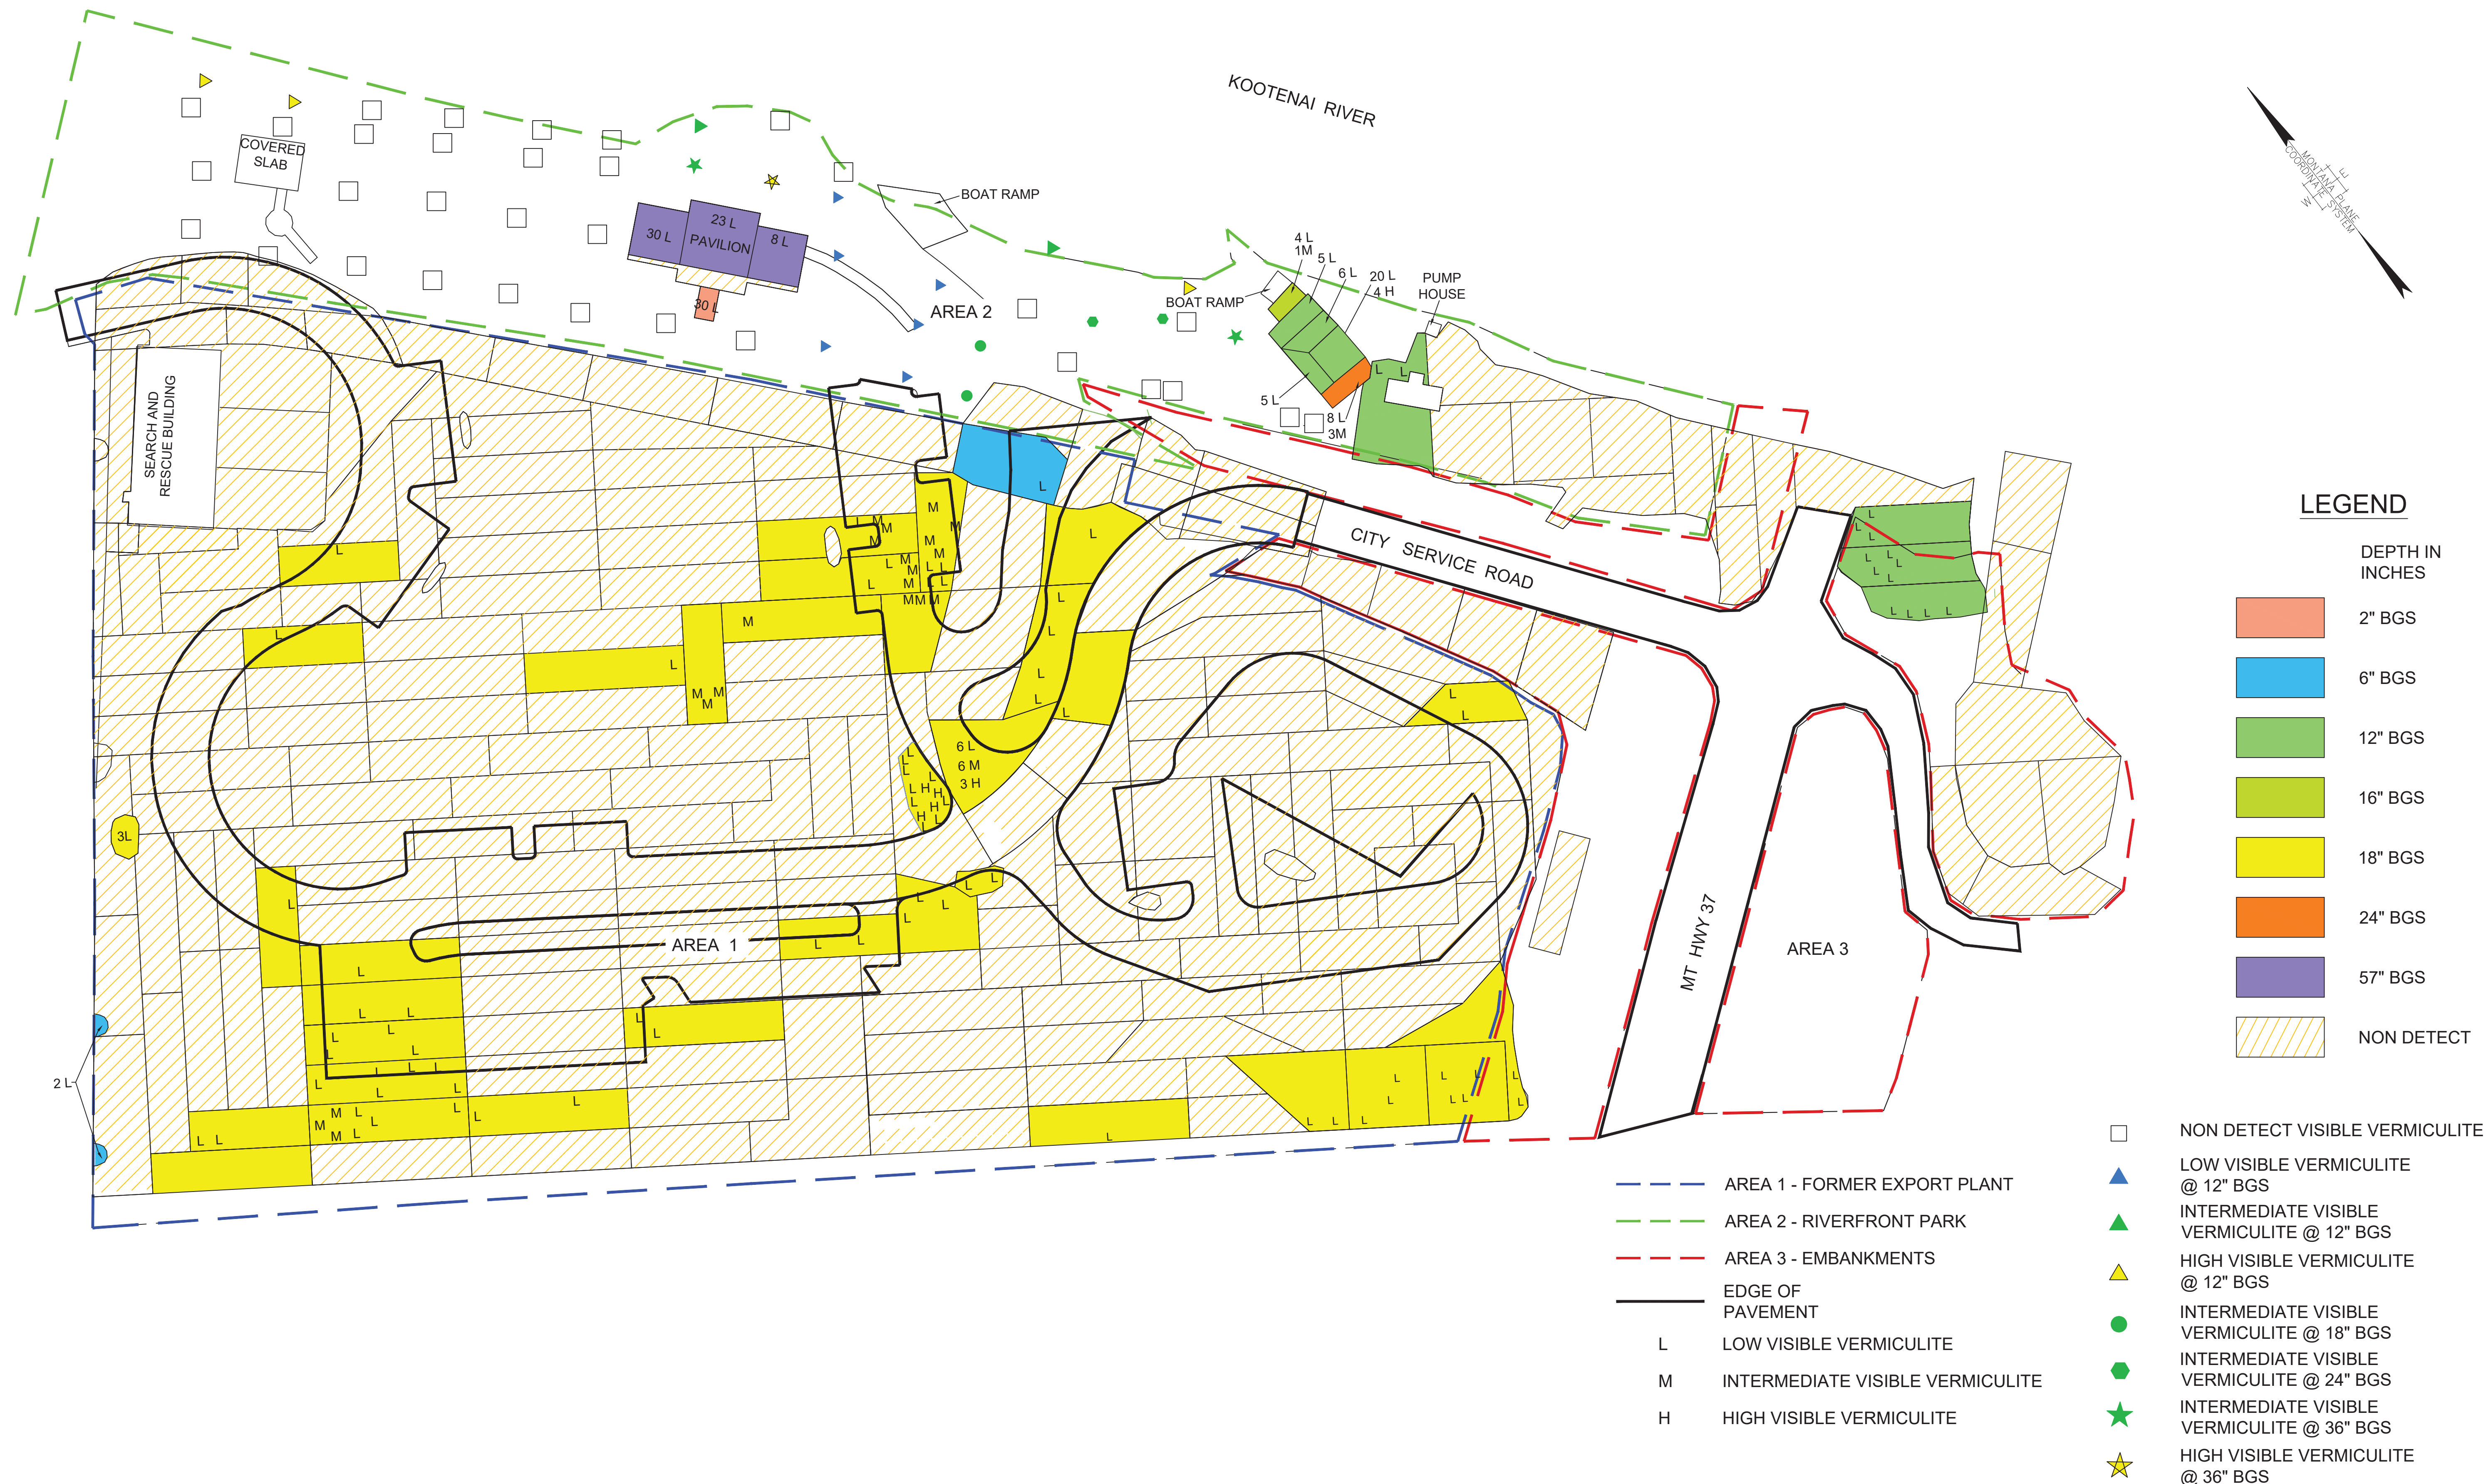 KOOTENAI RIVER
COVERED
SLAB
BOAT RAMP
30 L
23 L
PAVILION
8 L
30 L
AREA 2
4 L
1M
5 L
6 L
20 L
4 H
PUMP
HOUSE
BOAT RAMP
5 L
8 L
3M
L L
E
MONTANA PLANE
COORDINATE SYSTEM
W
SEARCH AND
RESCUE BUILDING
CITY SERVICE ROAD
L
L
M
M
M
M
M
L
M
M
M
L
M
M
L
L
L
M
L
L
M M M
L
L
L
M
L
M M
M
L
L
L
L
L
L
L
L
6 L
6 M
3 H
L
L
L
L
L H H
L H L
H L
L
3L
L
L
L
L
L
L
L
L
AREA 1
L
L L
L
L
L
L
L L L
L
L
L
L
L
L
M L
M L
M L
L
L
L
L L
2 L
L
L
L
L
L L L
L L
L L
L
L
L
L
L
L
L L
L L
L
L L L L
MT HWY 37
AREA 3
LEGEND
DEPTH IN
INCHES
2" BGS
6" BGS
12" BGS
16" BGS
18" BGS
24" BGS
57" BGS
NON DETECT
AREA 1 - FORMER EXPORT PLANT
AREA 2 - RIVERFRONT PARK
AREA 3 - EMBANKMENTS
EDGE OF
PAVEMENT
L LOW VISIBLE VERMICULITE
M INTERMEDIATE VISIBLE VERMICULITE
H HIGH VISIBLE VERMICULITE
NON DETECT VISIBLE VERMICULITE
LOW VISIBLE VERMICULITE
@ 12" BGS
INTERMEDIATE VISIBLE
VERMICULITE @ 12" BGS
HIGH VISIBLE VERMICULITE
@ 12" BGS
INTERMEDIATE VISIBLE
VERMICULITE @ 18" BGS
INTERMEDIATE VISIBLE
VERMICULITE @ 24" BGS
INTERMEDIATE VISIBLE
VERMICULITE @ 36" BGS
HIGH VISIBLE VERMICULITE
@ 36" BGS